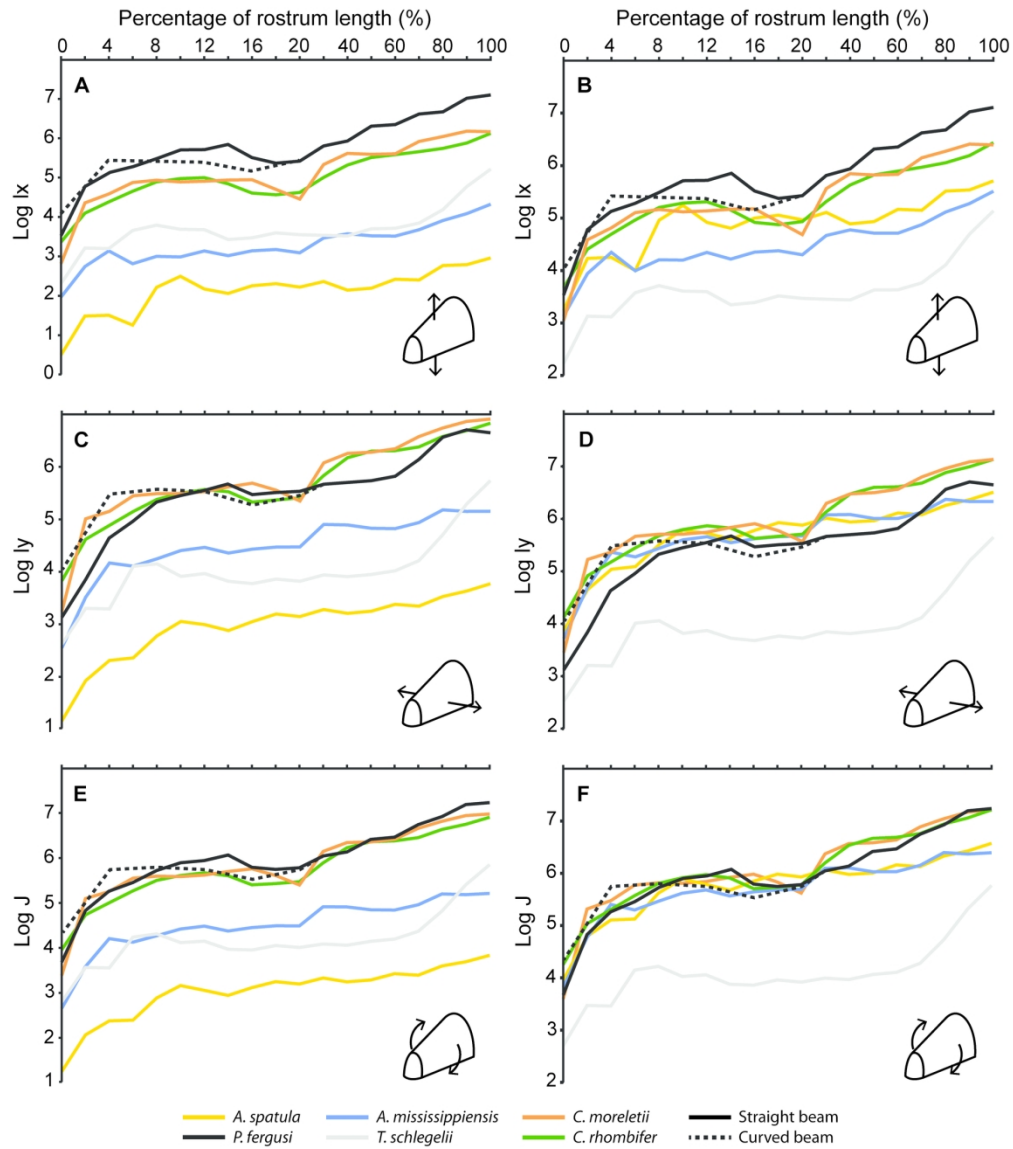 Percentage of rostrum length (%)
Percentage of rostrum length (%)
0 4 8 12 16 20 40 60 80 100
0 4 8 12 16 20 40 60 80 100
A
7
6
5
4
3
2
1
0
Log Ix
B
7
6
5
4
3
2
Log Ix
C
6
5
4
3
2
1
Log Iy
D
7
6
5
4
3
2
Log Iy
E
7
6
5
4
3
2
1
Log J
F
7
6
5
4
3
2
Log J
A. spatula A. mississippiensis C. moreletii Straight beam
P. fergusi T. schlegelii C. rhombifer Curved beam